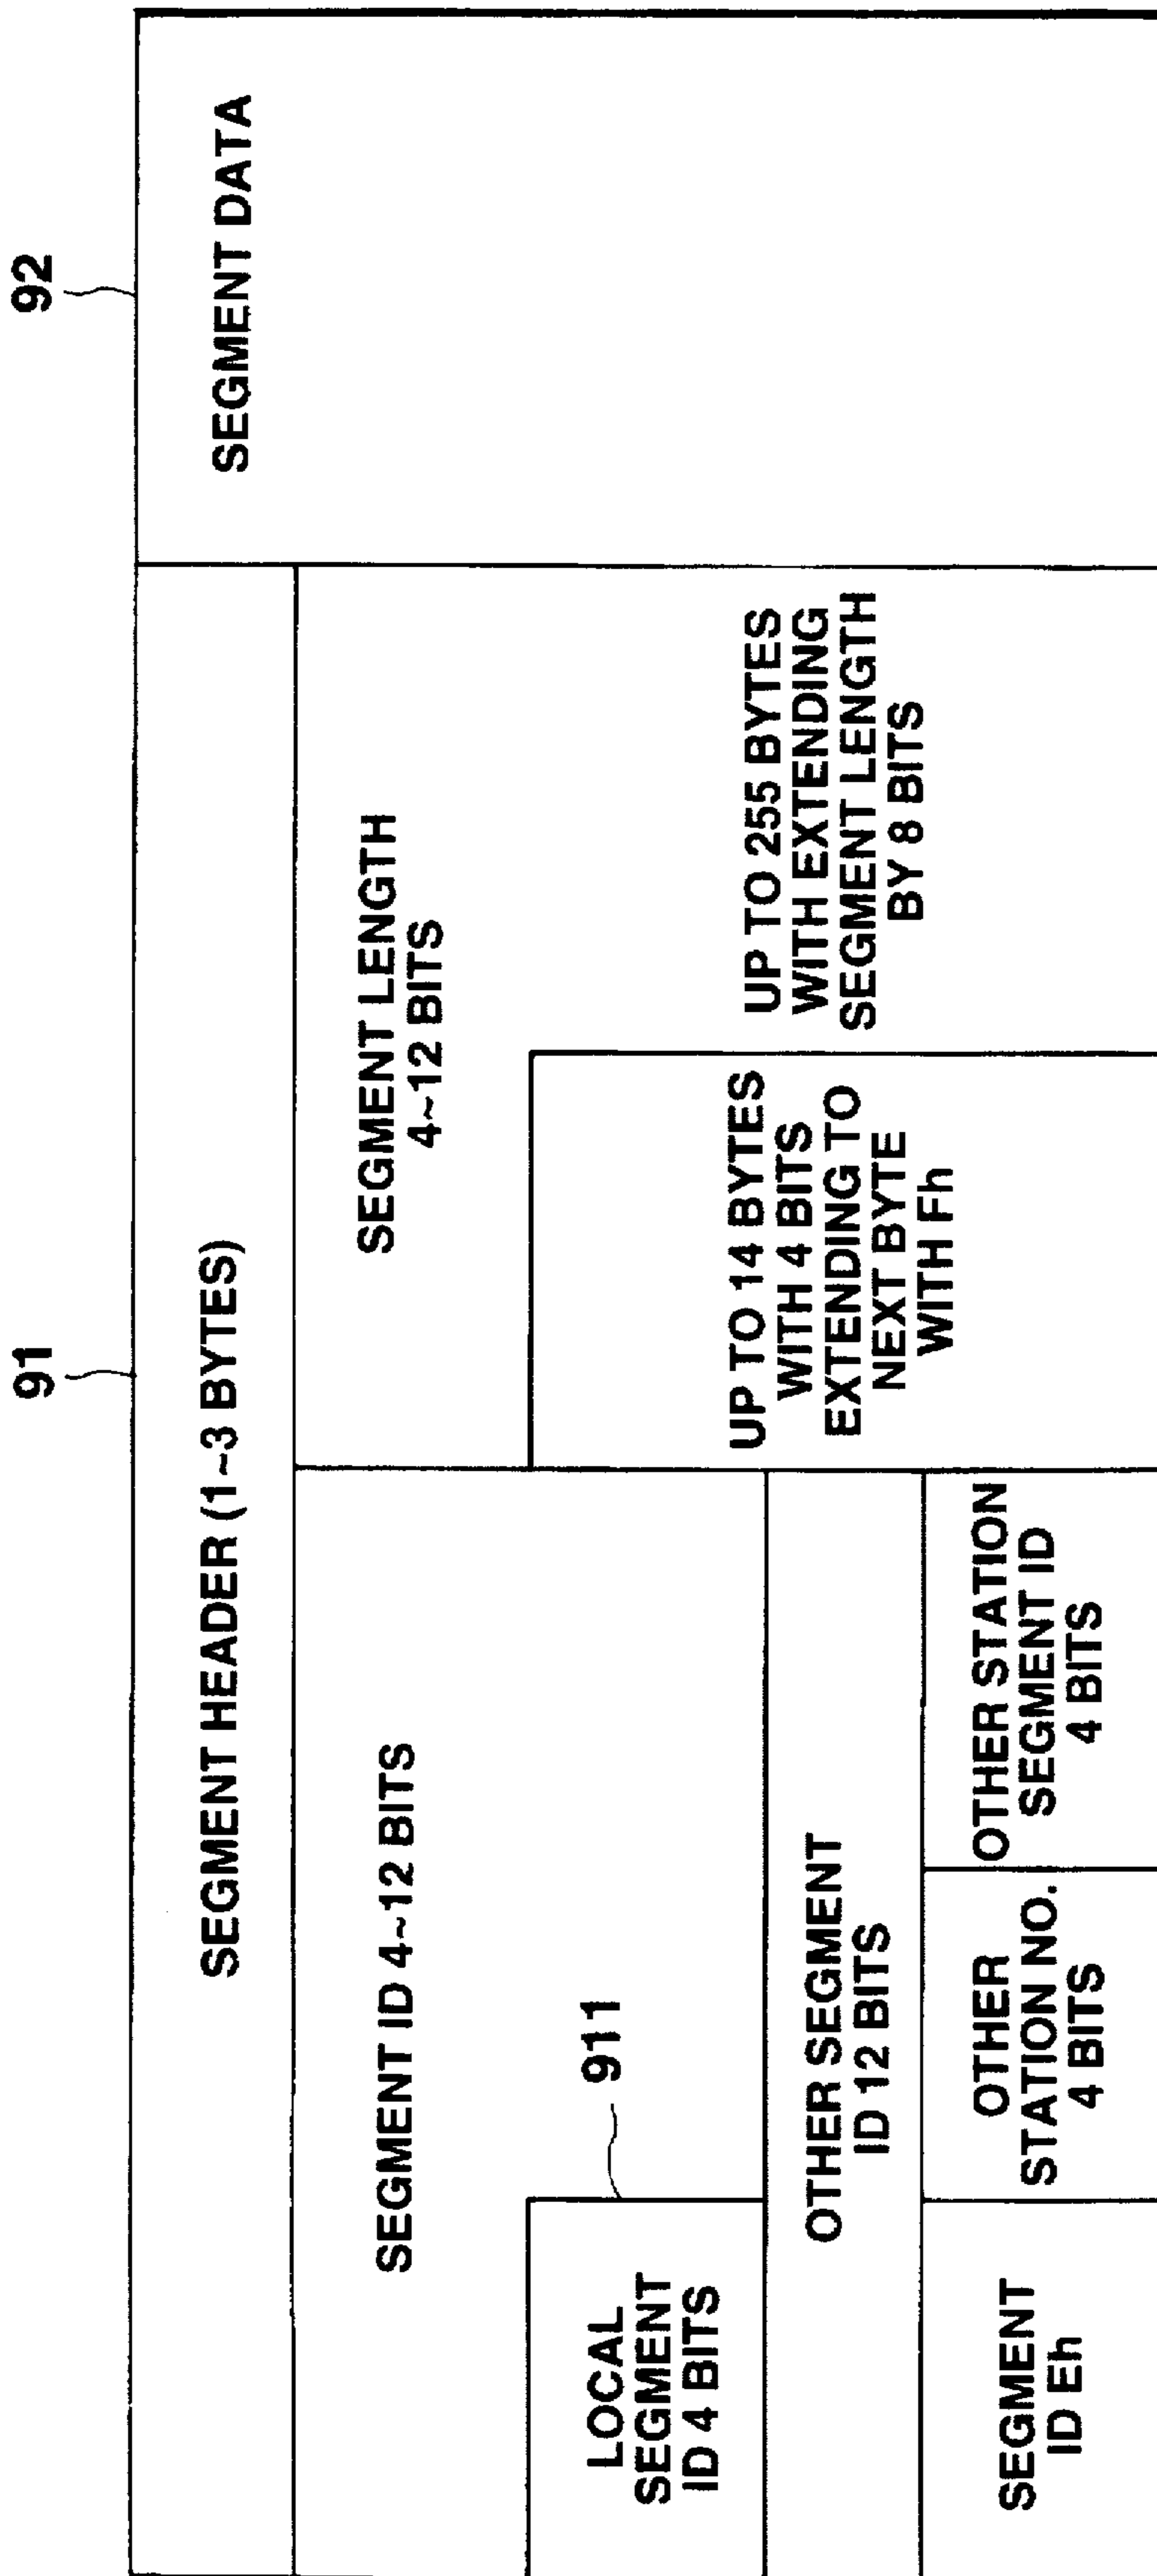 91
92
SEGMENT HEADER (1~3 BYTES)
SEGMENT DATA
SEGMENT ID 4~12 BITS
SEGMENT LENGTH
4~12 BITS
LOCAL
SEGMENT
ID 4 BITS
911
OTHER SEGMENT
ID 12 BITS
SEGMENT
ID Eh
OTHER
STATION NO.
4 BITS
OTHER STATION
SEGMENT ID
4 BITS
UP TO 14 BYTES
WITH 4 BITS
EXTENDING TO
NEXT BYTE
WITH Fh
UP TO 255 BYTES
WITH EXTENDING
SEGMENT LENGTH
BY 8 BITS